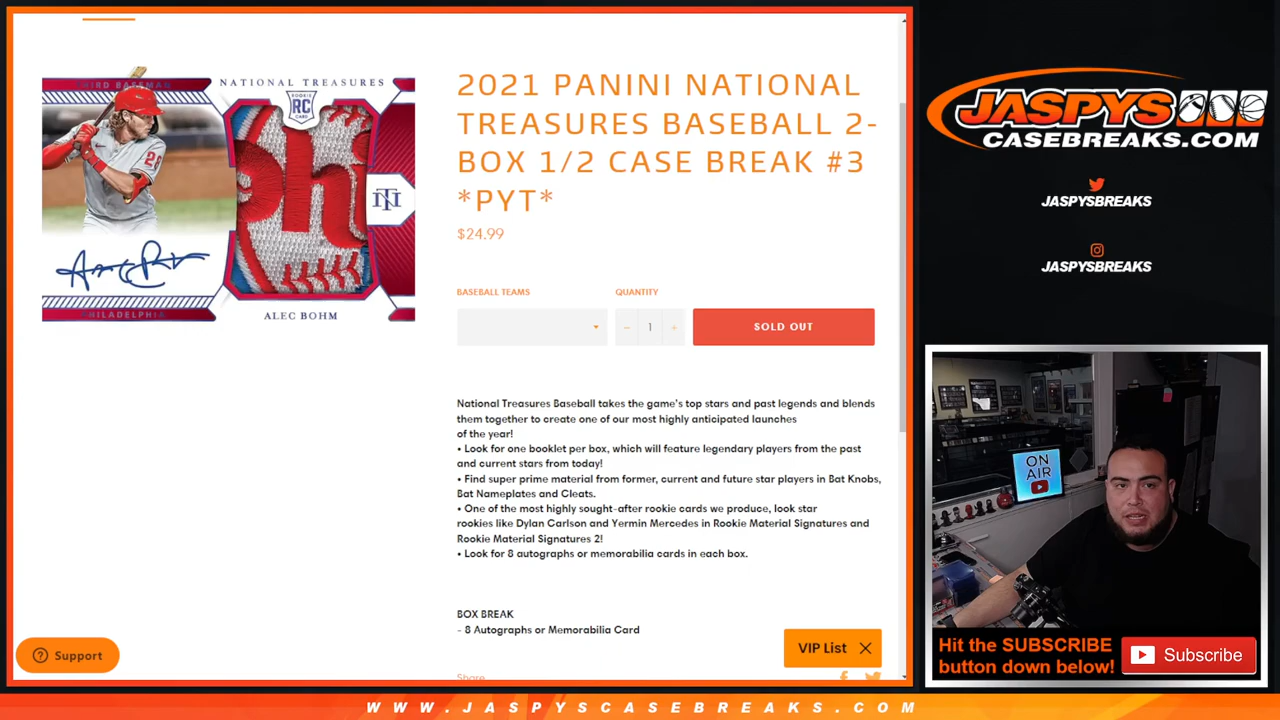 THIRD BASEMAN
NATIONAL TREASURES
ROOKIE
RC
CARD
28
Phi
NT
PHILADELPHIA
ALEC BOHM
2021 PANINI NATIONAL
TREASURES BASEBALL 2-
BOX 1/2 CASE BREAK #3
*PYT*
$24.99
BASEBALL TEAMS
QUANTITY
− 1 +
SOLD OUT
National Treasures Baseball takes the game's top stars and past legends and blends
them together to create one of our most highly anticipated launches
of the year!
• Look for one booklet per box, which will feature legendary players from the past
and current stars from today!
• Find super prime material from former, current and future star players in Bat Knobs,
Bat Nameplates and Cleats.
• One of the most highly sought-after rookie cards we produce, look star
rookies like Dylan Carlson and Yermin Mercedes in Rookie Material Signatures and
Rookie Material Signatures 2!
• Look for 8 autographs or memorabilia cards in each box.
BOX BREAK
- 8 Autographs or Memorabilia Card
Share
? Support
VIP List
JASPYS
CASEBREAKS.COM
JASPYSBREAKS
JASPYSBREAKS
ON
AIR
Hit the SUBSCRIBE
button down below!
Subscribe
WWW.JASPYSCASEBREAKS.COM